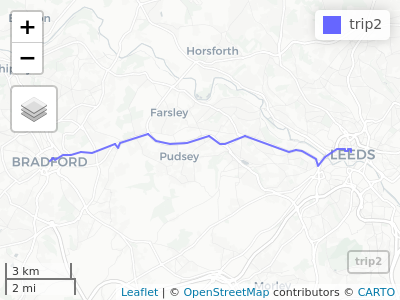 +
−
trip2
Horsforth
Farsley
Pudsey
BRADFORD
LEEDS
trip2
3 km
2 mi
Leaflet | © OpenStreetMap contributors © CARTO